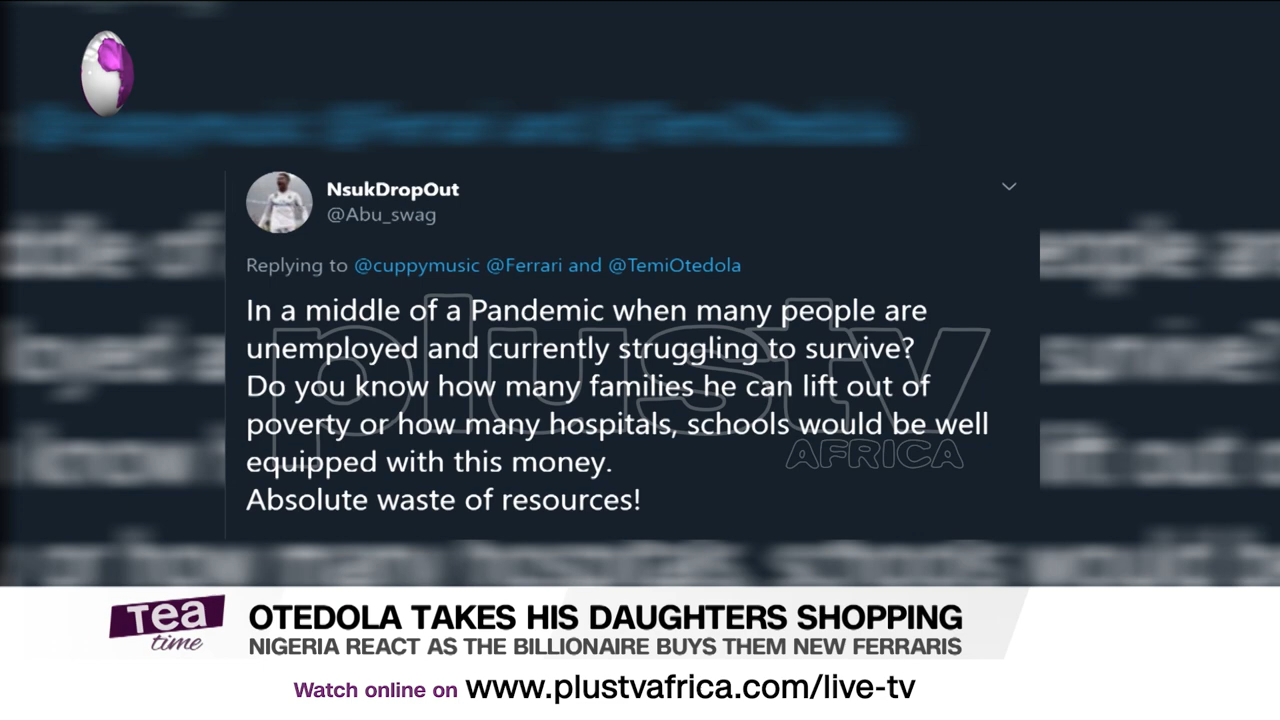 NsukDropOut
@Abu_swag
Replying to @cuppymusic @Ferrari and @TemiOtedola
In a middle of a Pandemic when many people are
unemployed and currently struggling to survive?
Do you know how many families he can lift out of
poverty or how many hospitals, schools would be well
equipped with this money.
Absolute waste of resources!
plustv
AFRICA
Tea
time
OTEDOLA TAKES HIS DAUGHTERS SHOPPING
NIGERIA REACT AS THE BILLIONAIRE BUYS THEM NEW FERRARIS
Watch online on www.plustvafrica.com/live-tv